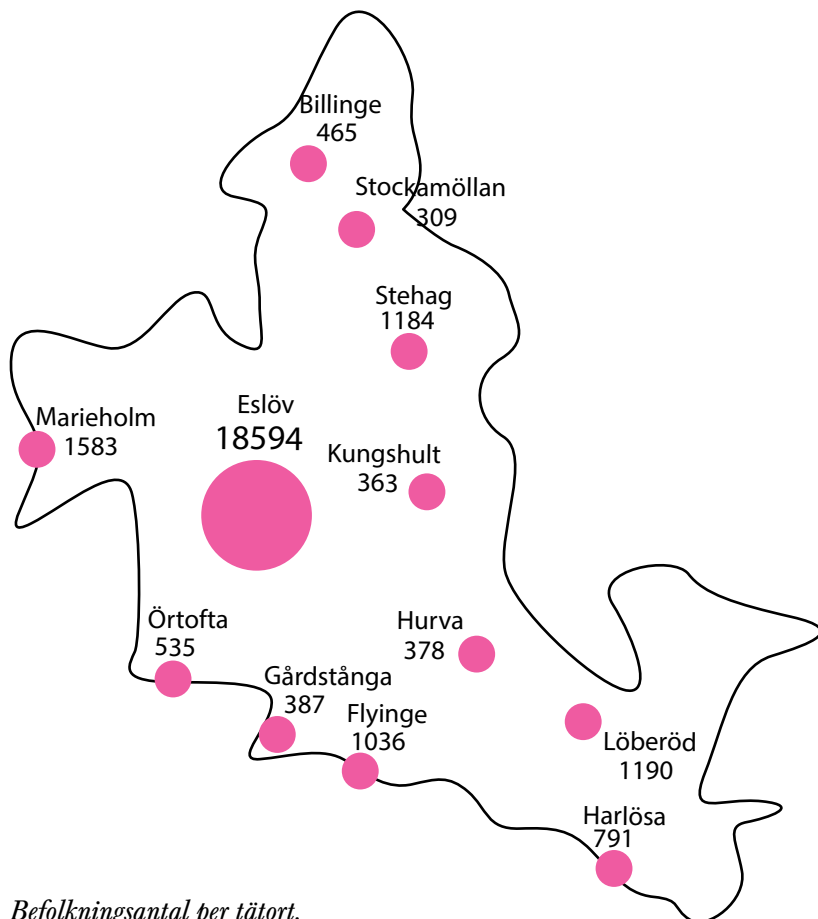 Billinge
465
Stockamöllan
309
Stehag
1184
Eslöv
18594
Marieholm
1583
Kungshult
363
Örtofta
535
Hurva
378
Gårdstånga
387
Flyinge
1036
Löberöd
1190
Harlösa
791
Befolkningsantal per tätort.